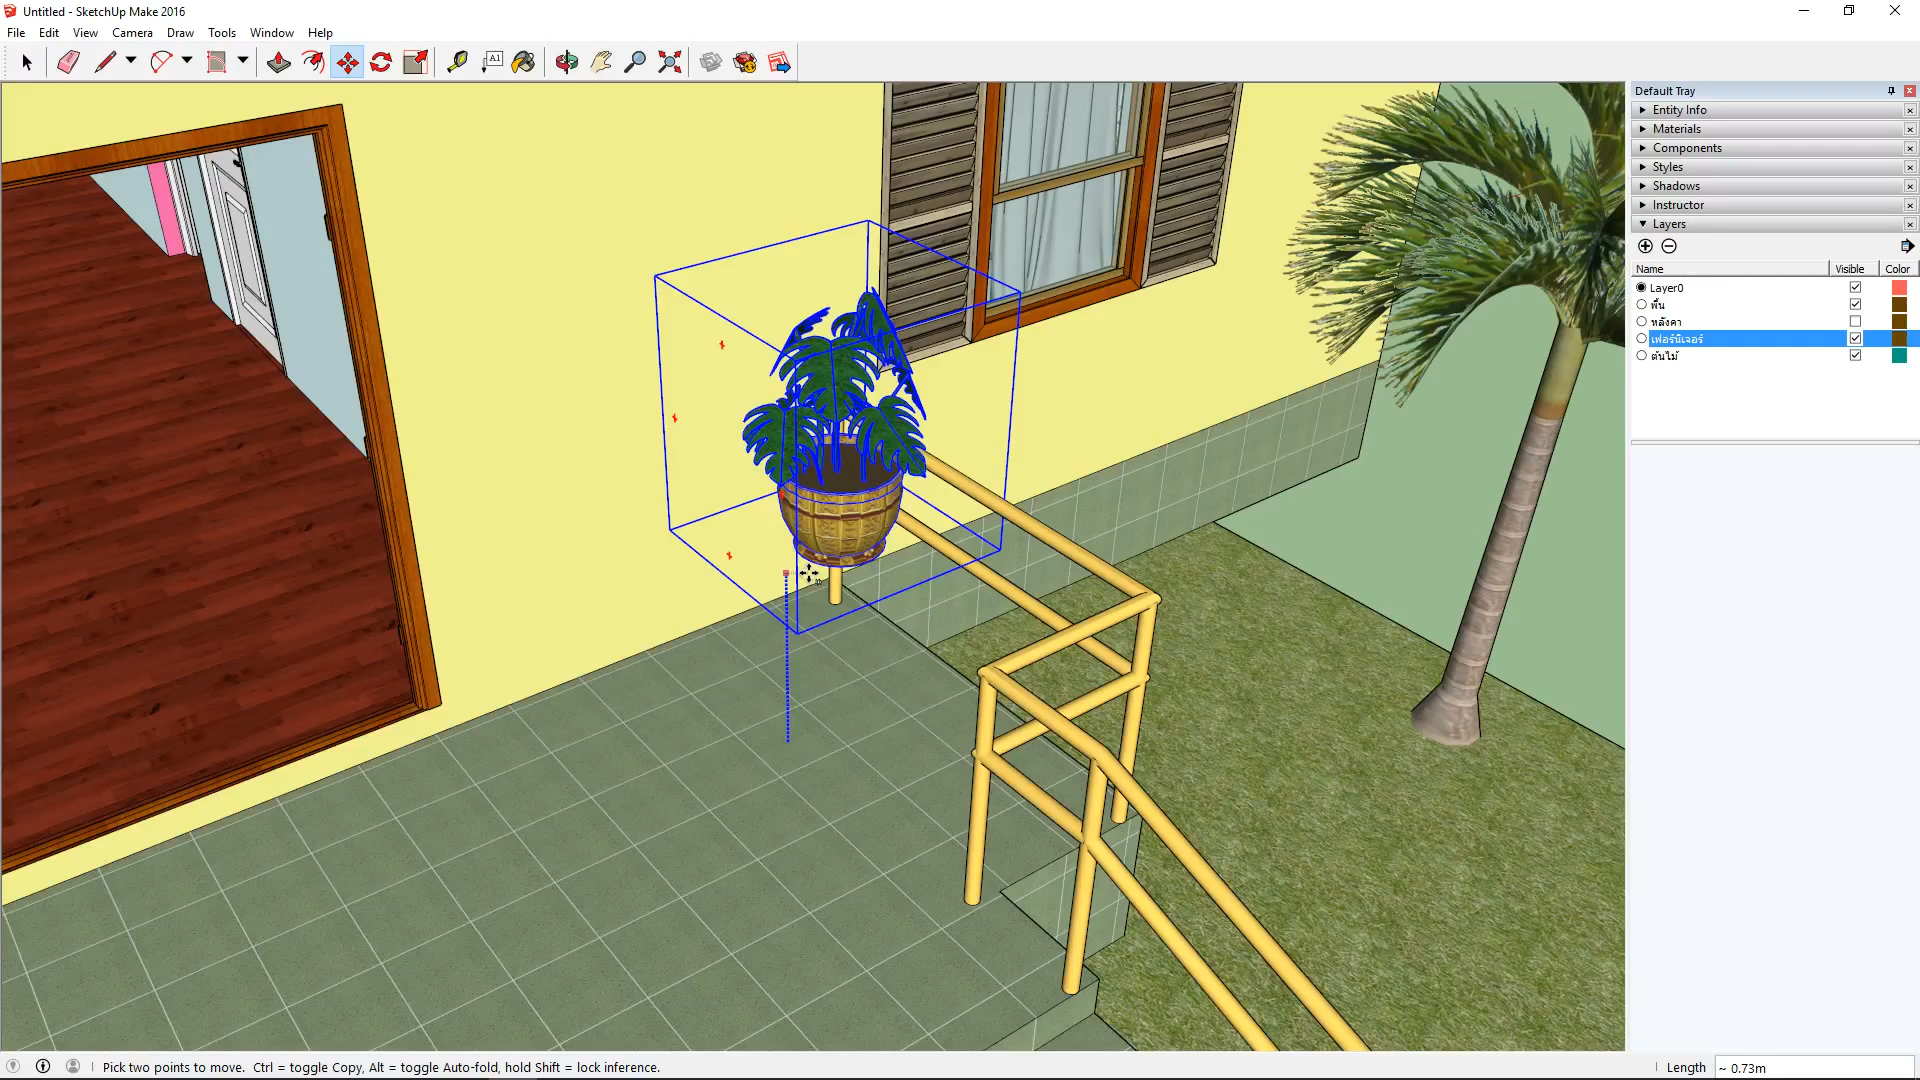 Untitled - SketchUp Make 2016
File Edit View Camera Draw Tools Window Help
A1
Default Tray
Entity Info
Materials
Components
Styles
Shadows
Instructor
Layers
Name Visible Color
Layer0
พื้น
หลังคา
เฟอร์นิเจอร์
ต้นไม้
Pick two points to move. Ctrl = toggle Copy, Alt = toggle Auto-fold, hold Shift = lock inference.
Length ~ 0.73m